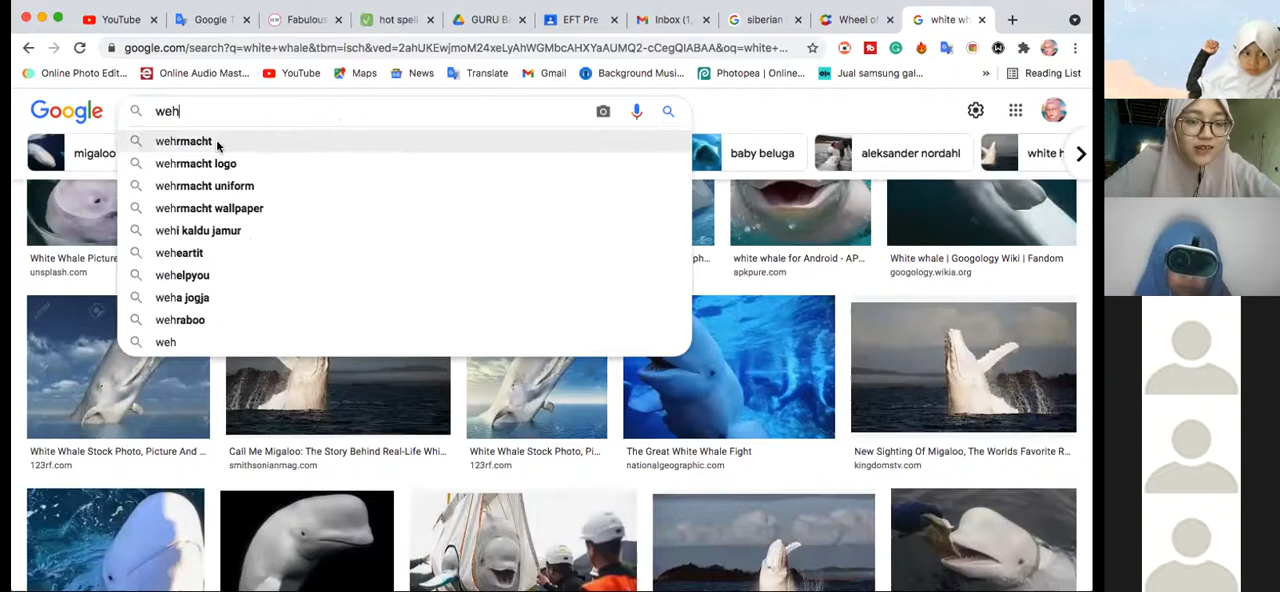 YouTube
Google T
Fabulous
hot spell
GURU BA
EFT Pre
Inbox (1,
siberian
Wheel of
white wh
google.com/search?q=white+whale&tbm=isch&ved=2ahUKEwjmoM24xeLyAhWGMbcAHXYaAUMQ2-cCegQIABAA&oq=white+...
Online Photo Edit...
Online Audio Mast...
YouTube
Maps
News
Translate
Gmail
Background Musi...
Photopea | Online...
Jual samsung gal...
»
Reading List
Google
weh
migaloo
baby beluga
aleksander nordahl
white h
wehrmacht
wehrmacht logo
wehrmacht uniform
wehrmacht wallpaper
wehi kaldu jamur
weheartit
wehelpyou
weha jogja
wehraboo
weh
White Whale Picture
unsplash.com
ph...
white whale for Android - AP...
apkpure.com
White whale | Googology Wiki | Fandom
googology.wikia.org
White Whale Stock Photo, Picture And ...
123rf.com
Call Me Migaloo: The Story Behind Real-Life Whi...
smithsonianmag.com
White Whale Stock Photo, Pi...
123rf.com
The Great White Whale Fight
nationalgeographic.com
New Sighting Of Migaloo, The Worlds Favorite R...
kingdomstv.com